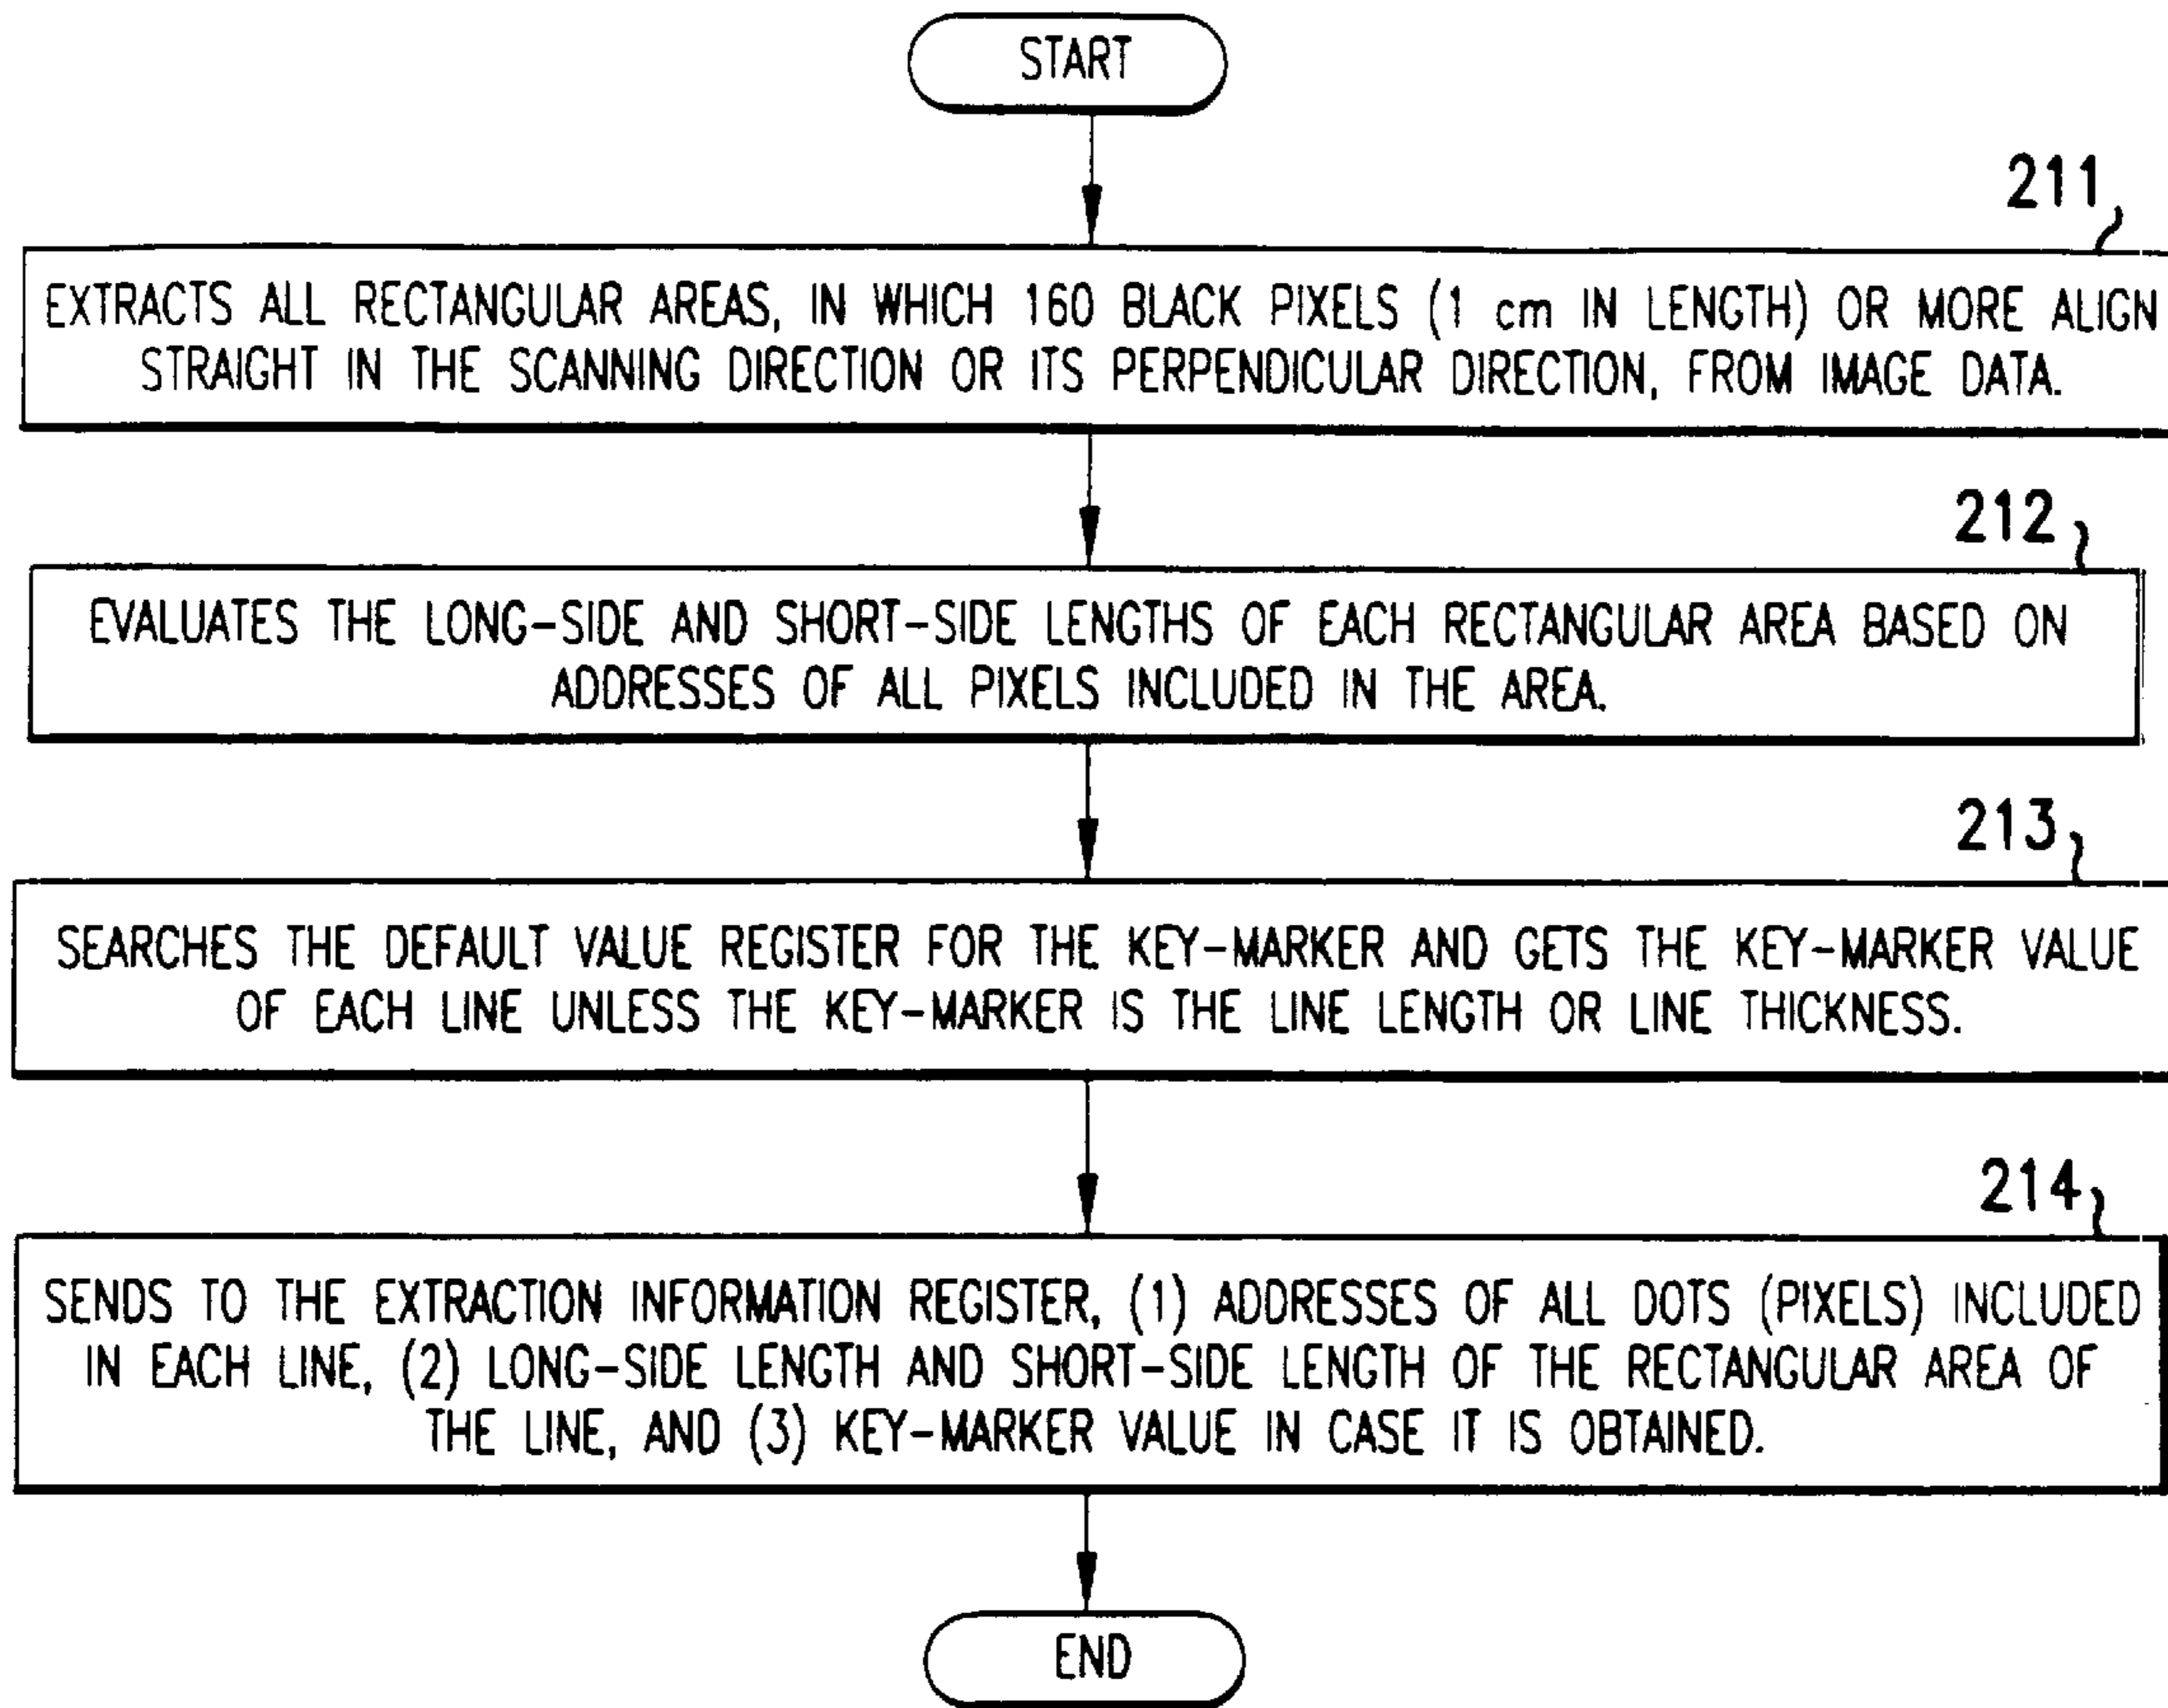 START
211
EXTRACTS ALL RECTANGULAR AREAS, IN WHICH 160 BLACK PIXELS (1 cm IN LENGTH) OR MORE ALIGN
STRAIGHT IN THE SCANNING DIRECTION OR ITS PERPENDICULAR DIRECTION, FROM IMAGE DATA.
212
EVALUATES THE LONG-SIDE AND SHORT-SIDE LENGTHS OF EACH RECTANGULAR AREA BASED ON
ADDRESSES OF ALL PIXELS INCLUDED IN THE AREA.
213
SEARCHES THE DEFAULT VALUE REGISTER FOR THE KEY-MARKER AND GETS THE KEY-MARKER VALUE
OF EACH LINE UNLESS THE KEY-MARKER IS THE LINE LENGTH OR LINE THICKNESS.
214
SENDS TO THE EXTRACTION INFORMATION REGISTER, (1) ADDRESSES OF ALL DOTS (PIXELS) INCLUDED
IN EACH LINE, (2) LONG-SIDE LENGTH AND SHORT-SIDE LENGTH OF THE RECTANGULAR AREA OF
THE LINE, AND (3) KEY-MARKER VALUE IN CASE IT IS OBTAINED.
END